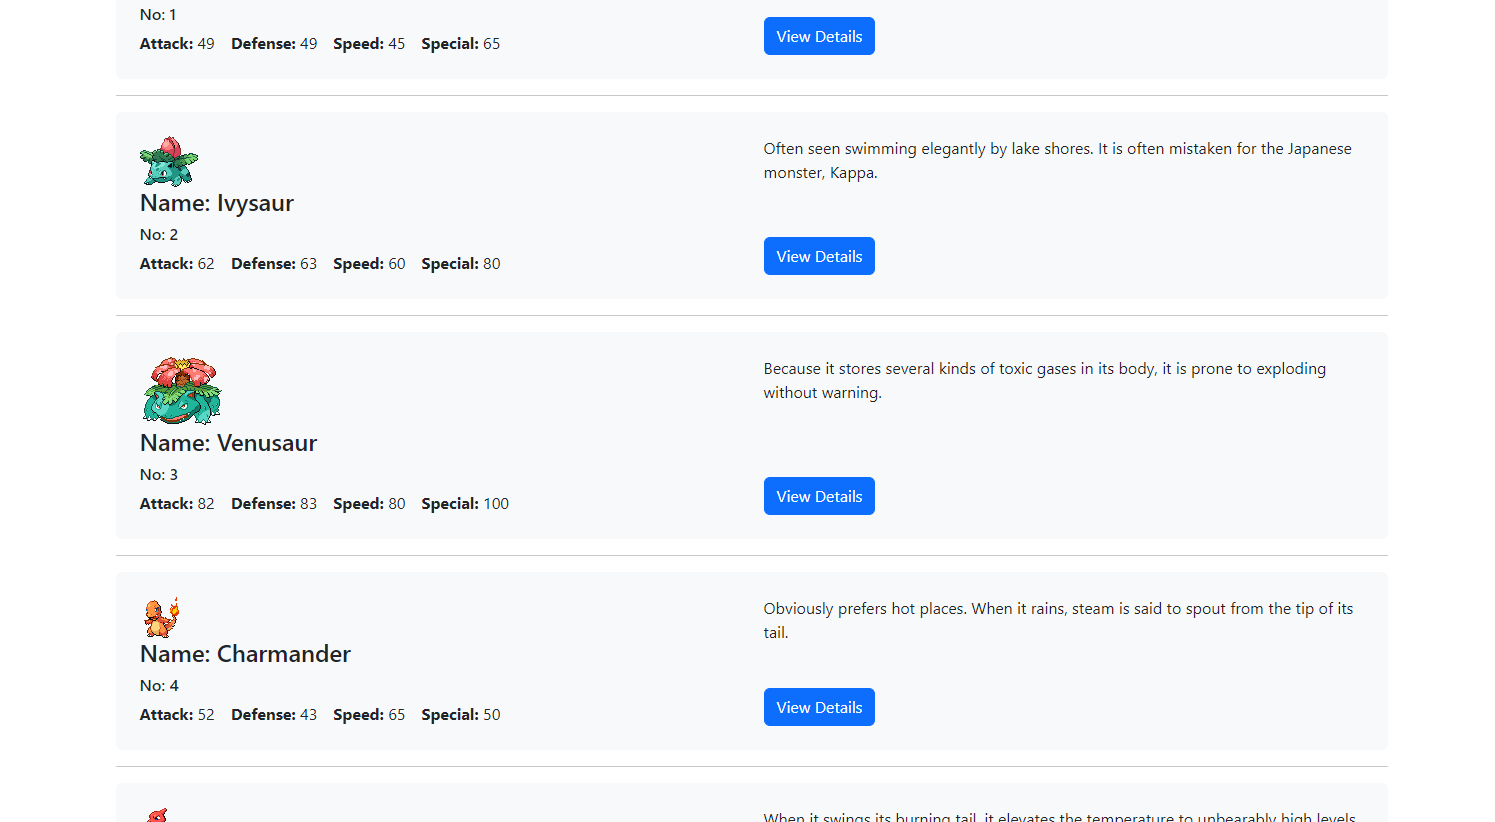 No: 1
Attack: 49 Defense: 49 Speed: 45 Special: 65
View Details
Name: Ivysaur
No: 2
Attack: 62 Defense: 63 Speed: 60 Special: 80
Often seen swimming elegantly by lake shores. It is often mistaken for the Japanese
monster, Kappa.
View Details
Name: Venusaur
No: 3
Attack: 82 Defense: 83 Speed: 80 Special: 100
Because it stores several kinds of toxic gases in its body, it is prone to exploding
without warning.
View Details
Name: Charmander
No: 4
Attack: 52 Defense: 43 Speed: 65 Special: 50
Obviously prefers hot places. When it rains, steam is said to spout from the tip of its
tail.
View Details
When it swings its burning tail, it elevates the temperature to unbearably high levels